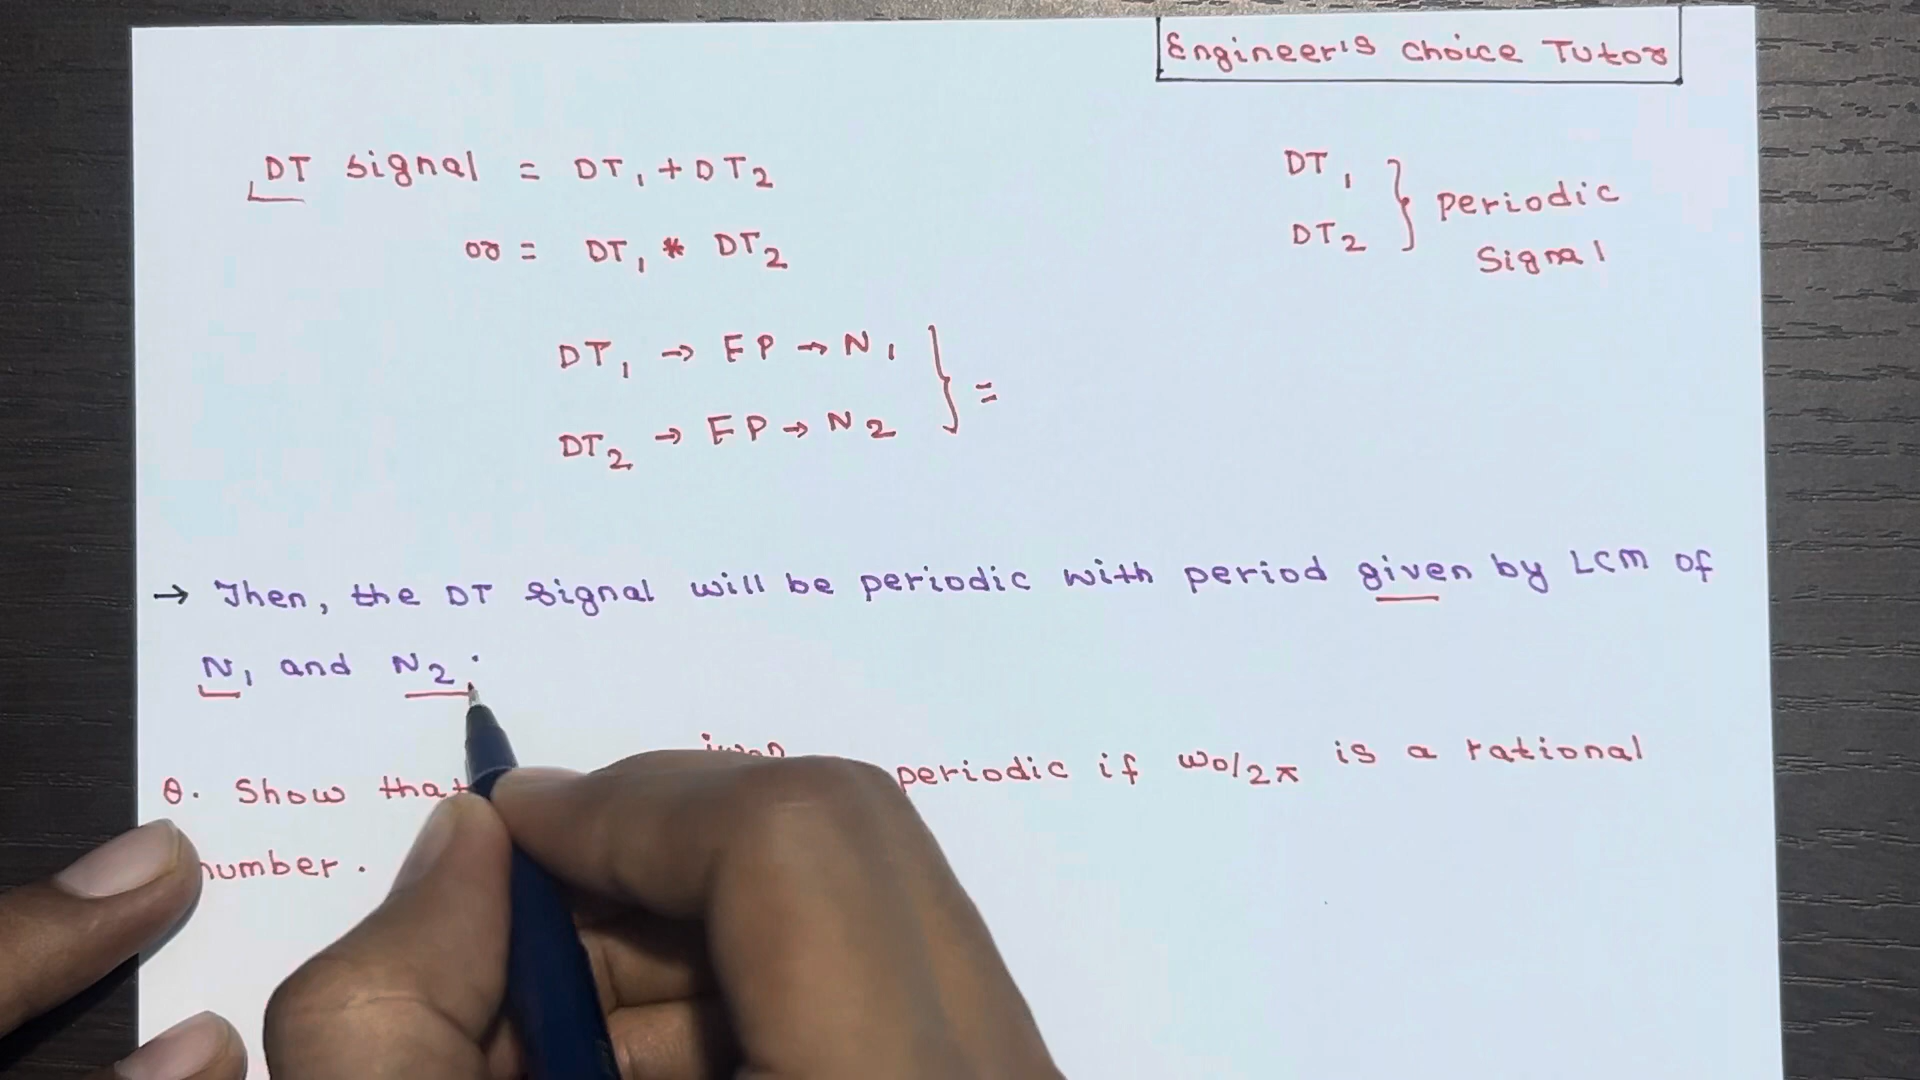 Engineer's Choice Tutor
DT signal = DT1 + DT2
or = DT1 * DT2
DT1
DT2 } Periodic
Signal
DT1 → FP → N1
DT2 → FP → N2 } =
→ Then, the DT Signal will be periodic with period given by LCM of
N1 and N2.
Q. Show that periodic if ω0/2π is a rational
number.